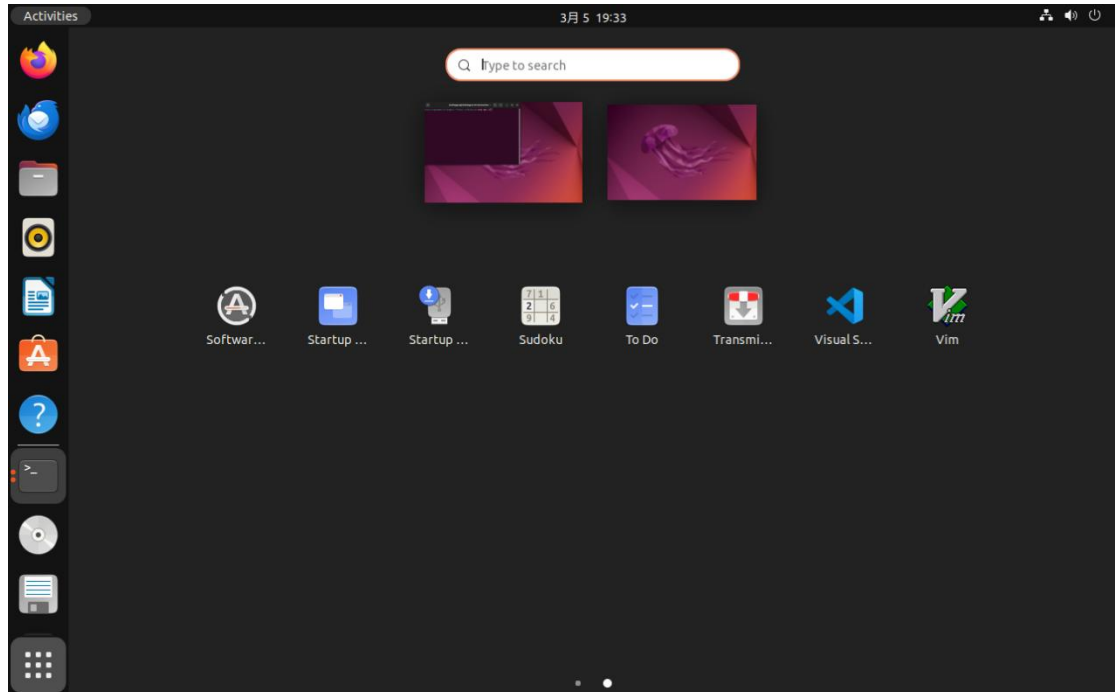 Activities
3月 5 19:33
Type to search
Softwar...
Startup ...
Startup ...
Sudoku
To Do
Transmi...
Visual S...
Vim